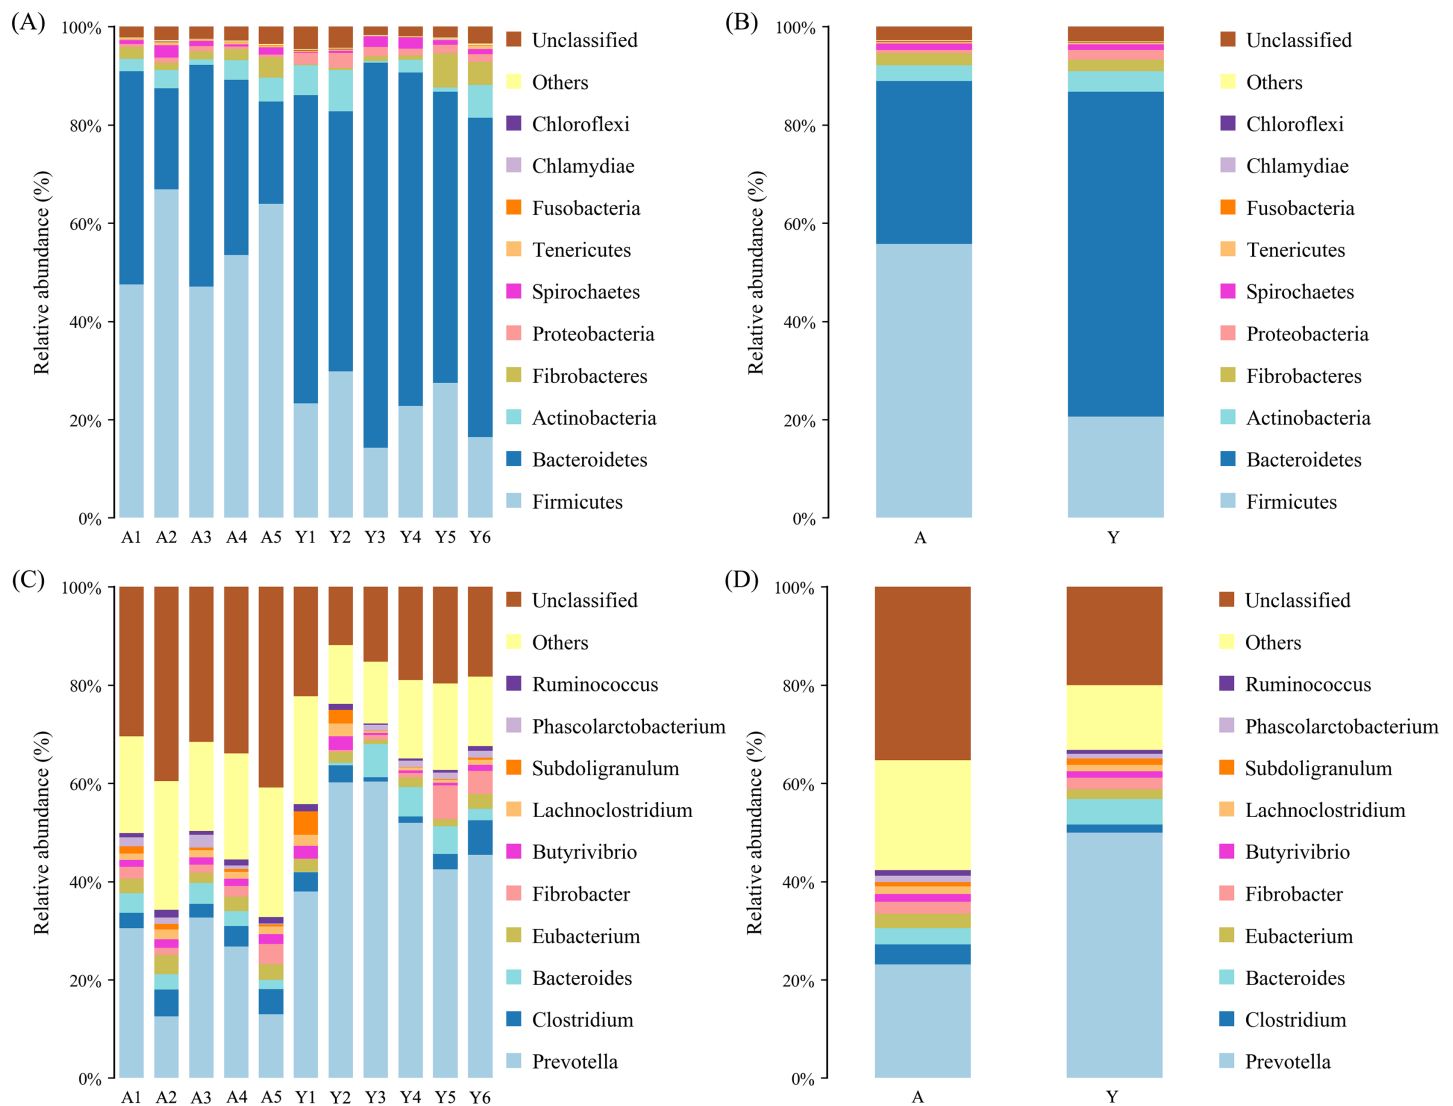 (A)
Relative abundance (%)
100%
80%
60%
40%
20%
0%
A1 A2 A3 A4 A5 Y1 Y2 Y3 Y4 Y5 Y6
Unclassified
Others
Chloroflexi
Chlamydiae
Fusobacteria
Tenericutes
Spirochaetes
Proteobacteria
Fibrobacteres
Actinobacteria
Bacteroidetes
Firmicutes
(B)
Relative abundance (%)
100%
80%
60%
40%
20%
0%
A Y
Unclassified
Others
Chloroflexi
Chlamydiae
Fusobacteria
Tenericutes
Spirochaetes
Proteobacteria
Fibrobacteres
Actinobacteria
Bacteroidetes
Firmicutes
(C)
Relative abundance (%)
100%
80%
60%
40%
20%
0%
A1 A2 A3 A4 A5 Y1 Y2 Y3 Y4 Y5 Y6
Unclassified
Others
Ruminococcus
Phascolarctobacterium
Subdoligranulum
Lachnoclostridium
Butyrivibrio
Fibrobacter
Eubacterium
Bacteroides
Clostridium
Prevotella
(D)
Relative abundance (%)
100%
80%
60%
40%
20%
0%
A Y
Unclassified
Others
Ruminococcus
Phascolarctobacterium
Subdoligranulum
Lachnoclostridium
Butyrivibrio
Fibrobacter
Eubacterium
Bacteroides
Clostridium
Prevotella